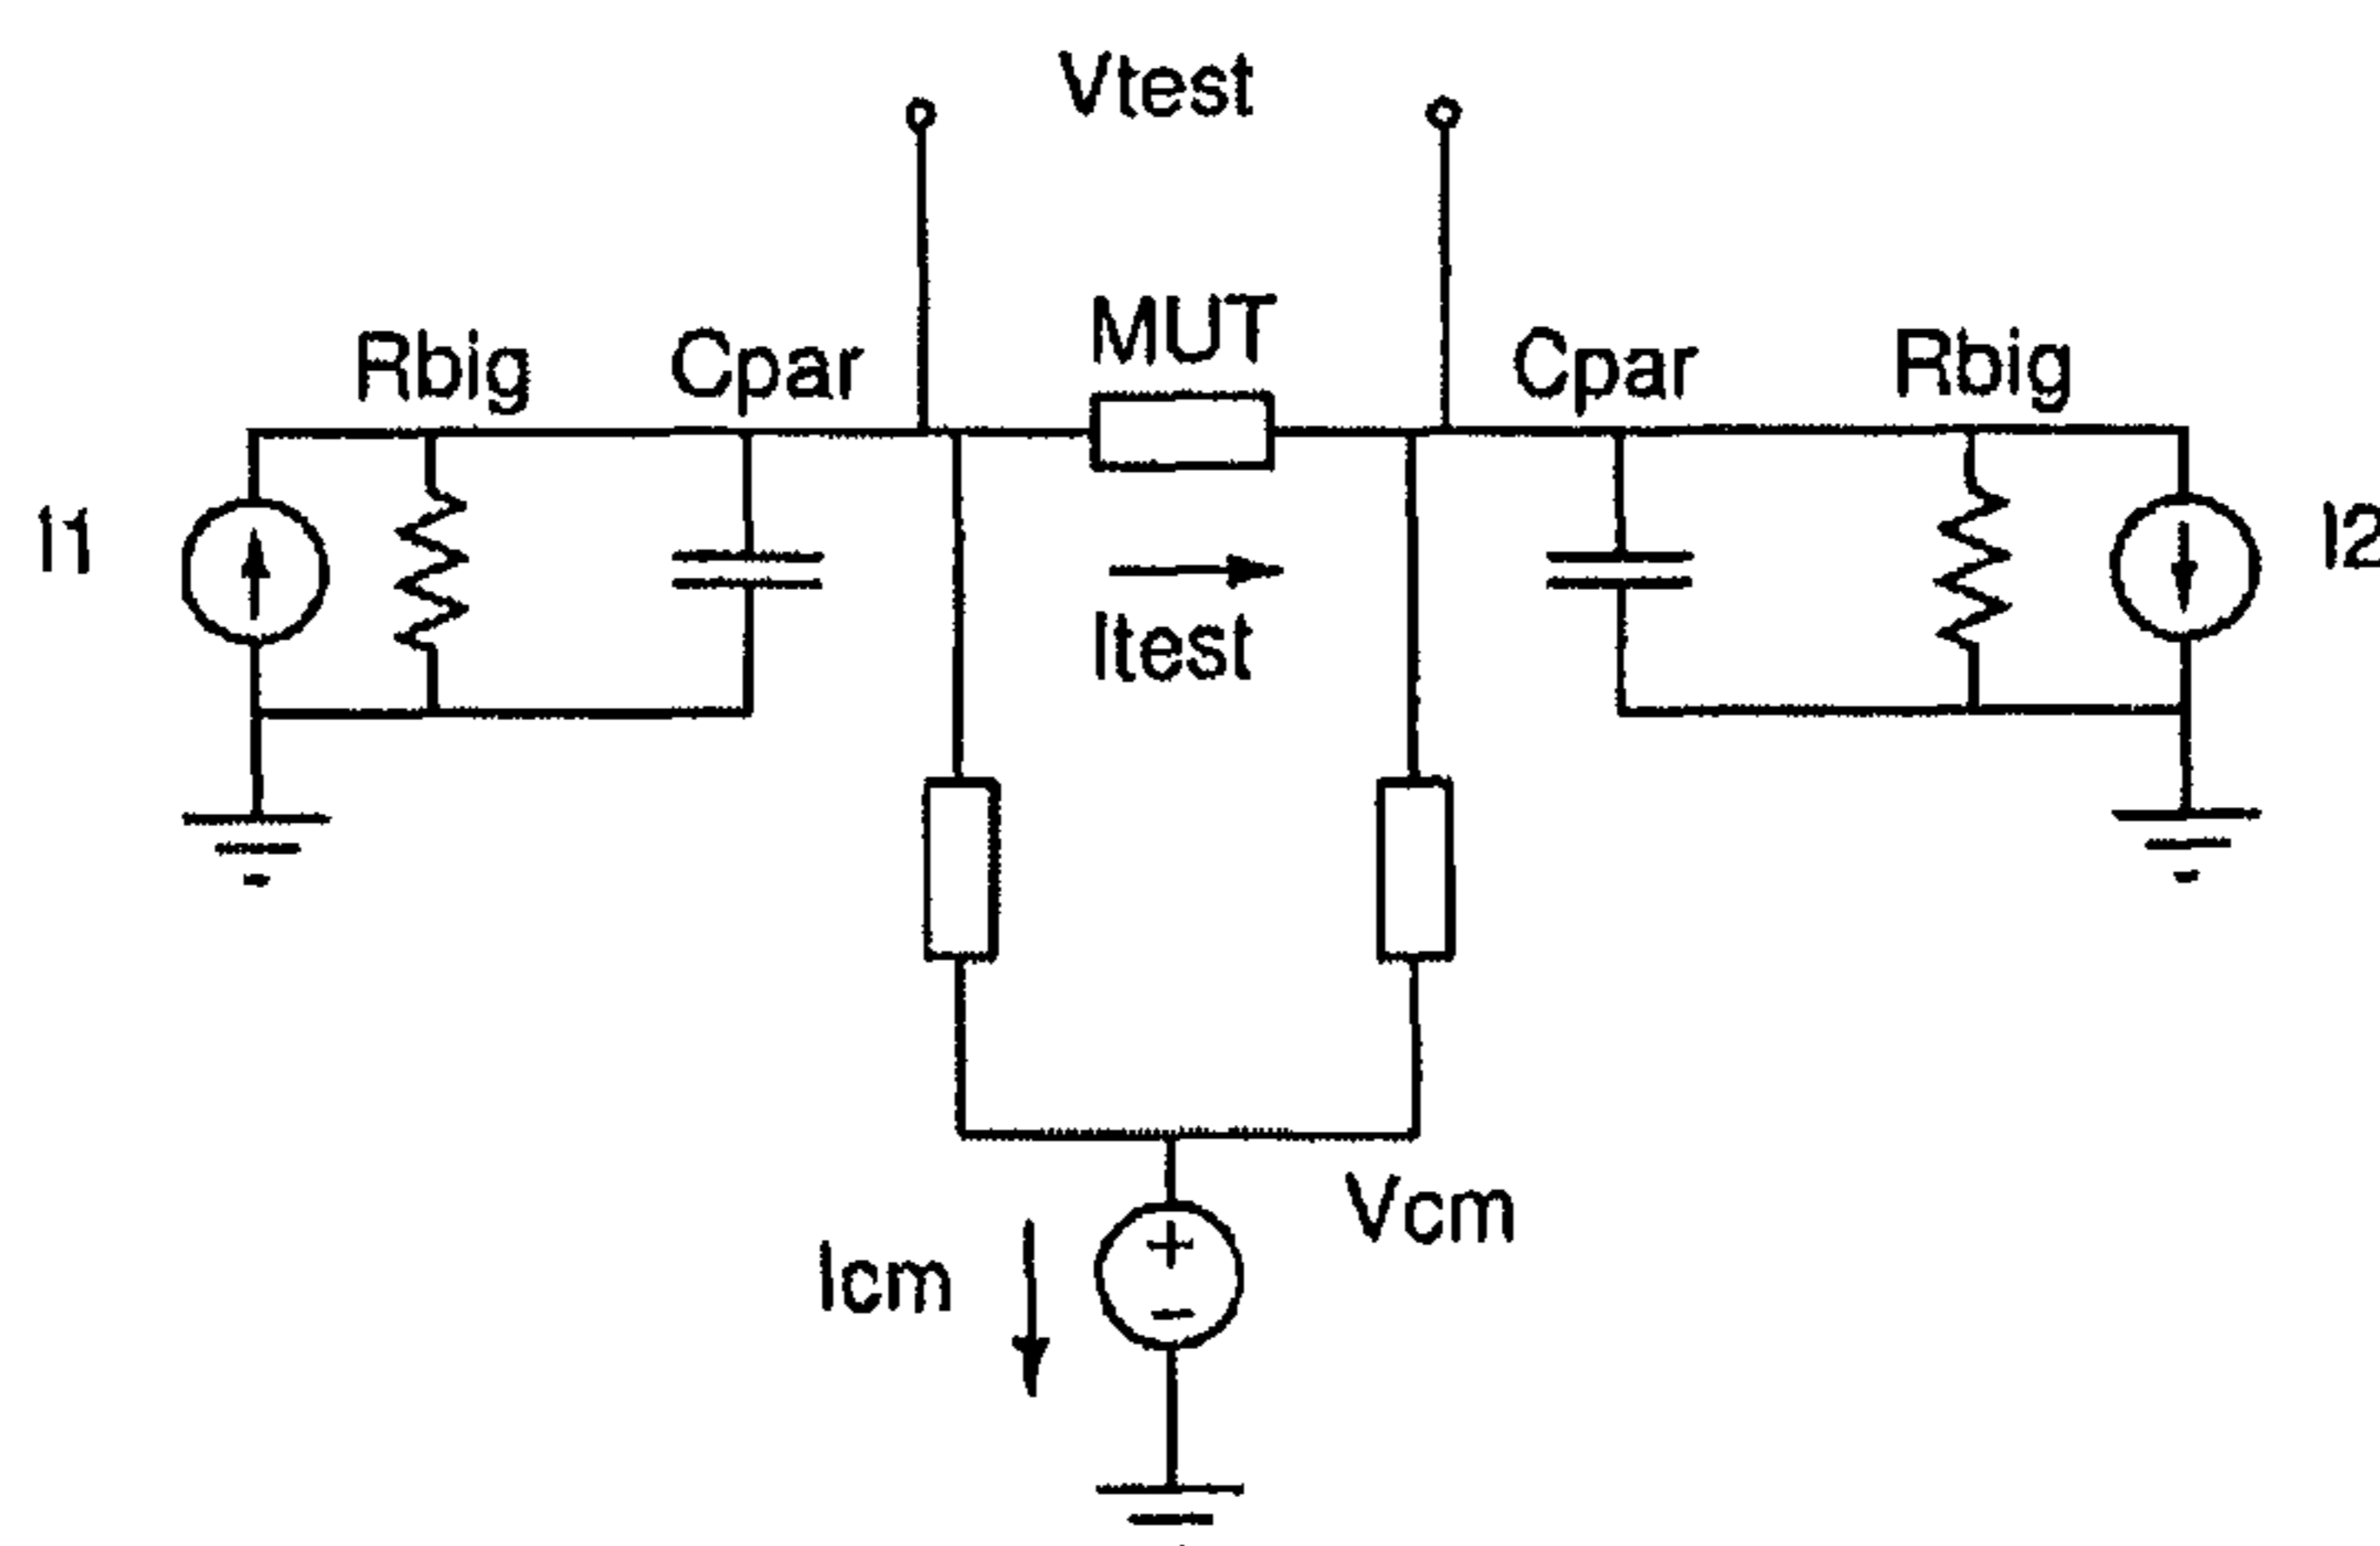 Vtest
MUT
Rbig
Cpar
Cpar
Rbig
I1
I2
Itest
Vcm
Icm
+
-